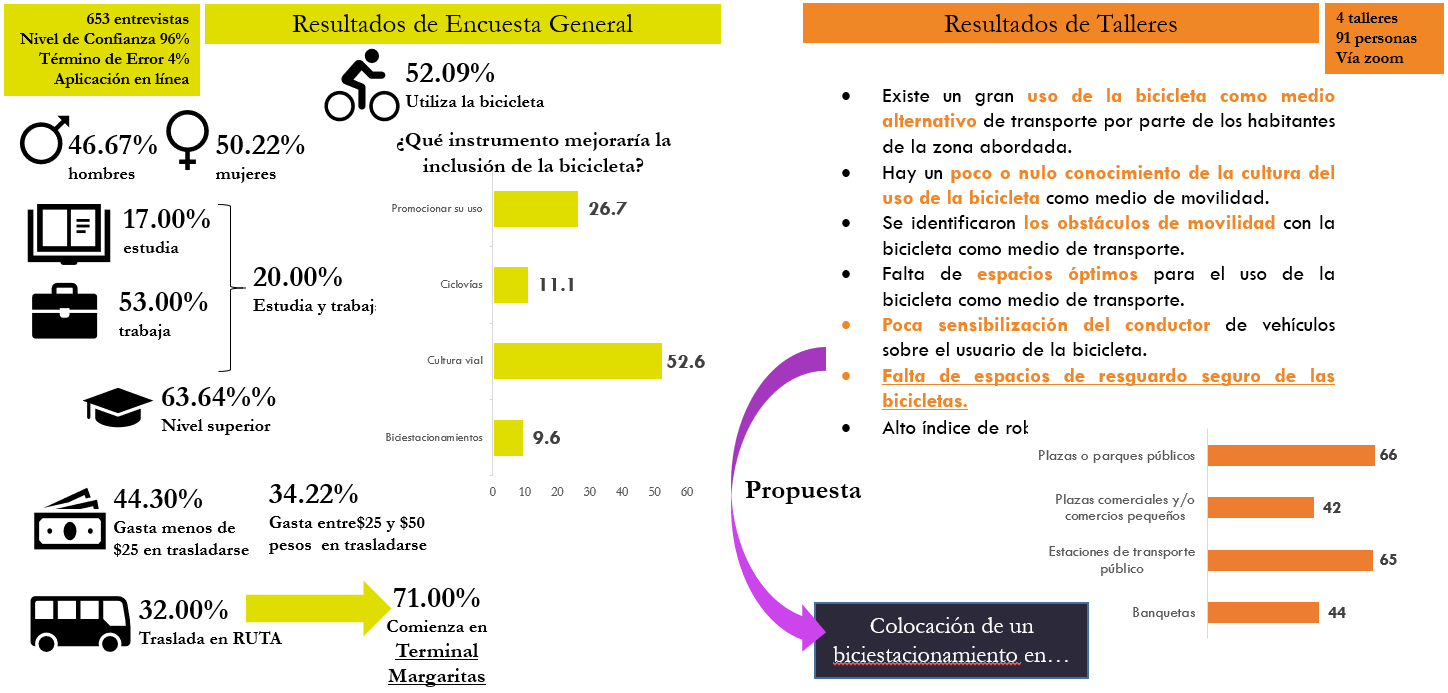 653 entrevistas
Nivel de Confianza 96%
Término de Error 4%
Aplicación en línea
Resultados de Encuesta General
52.09%
Utiliza la bicicleta
46.67%
hombres
50.22%
mujeres
17.00%
estudia
53.00%
trabaja
20.00%
Estudia y trabaj
63.64%%
Nivel superior
44.30%
Gasta menos de
$25 en trasladarse
34.22%
Gasta entre$25 y $50
pesos en trasladarse
32.00%
Traslada en RUTA
71.00%
Comienza en
Terminal
Margaritas
¿Qué instrumento mejoraría la
inclusión de la bicicleta?
Promocionar su uso 26.7
Ciclovías 11.1
Cultura vial 52.6
Biciestacionamientos 9.6
0 10 20 30 40 50 60
Resultados de Talleres
4 talleres
91 personas
Vía zoom
• Existe un gran uso de la bicicleta como medio
alternativo de transporte por parte de los habitantes
de la zona abordada.
• Hay un poco o nulo conocimiento de la cultura del
uso de la bicicleta como medio de movilidad.
• Se identificaron los obstáculos de movilidad con la
bicicleta como medio de transporte.
• Falta de espacios óptimos para el uso de la
bicicleta como medio de transporte.
• Poca sensibilización del conductor de vehículos
sobre el usuario de la bicicleta.
• Falta de espacios de resguardo seguro de las
bicicletas.
• Alto índice de rob
Propuesta
Colocación de un
biciestacionamiento en…
Plazas o parques públicos 66
Plazas comerciales y/o
comercios pequeños 42
Estaciones de transporte
público 65
Banquetas 44